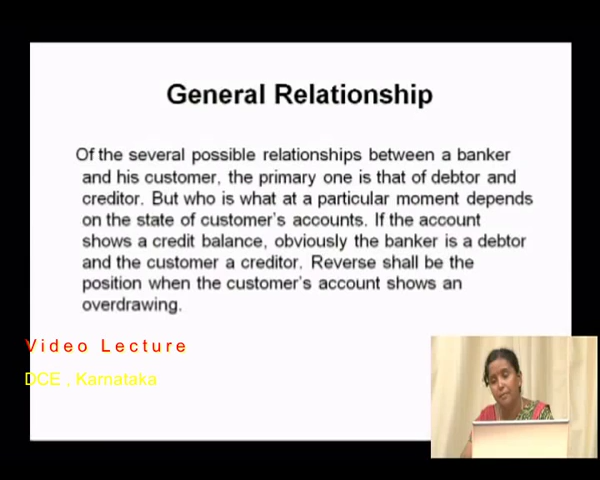 General Relationship
Of the several possible relationships between a banker
and his customer, the primary one is that of debtor and
creditor. But who is what at a particular moment depends
on the state of customer's accounts. If the account
shows a credit balance, obviously the banker is a debtor
and the customer a creditor. Reverse shall be the
position when the customer's account shows an
overdrawing.
Video Lecture
DCE , Karnataka